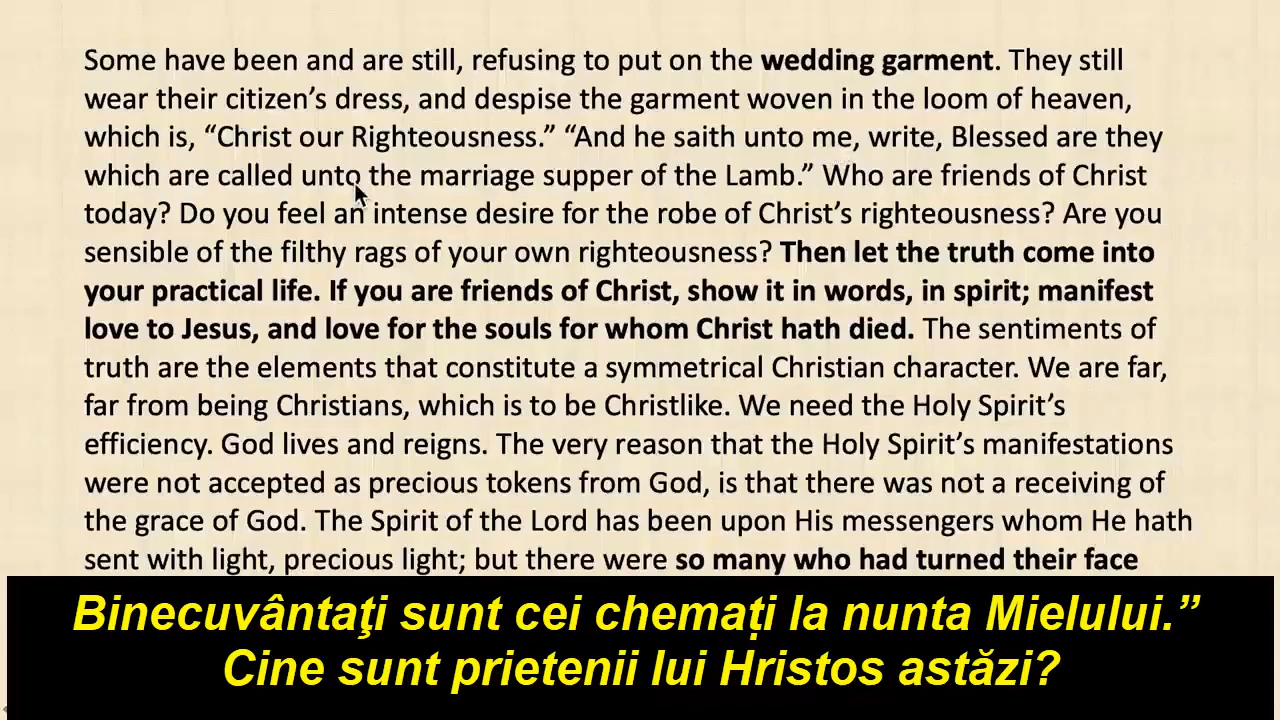 Some have been and are still, refusing to put on the wedding garment. They still
wear their citizen’s dress, and despise the garment woven in the loom of heaven,
which is, “Christ our Righteousness.” “And he saith unto me, write, Blessed are they
which are called unto the marriage supper of the Lamb.” Who are friends of Christ
today? Do you feel an intense desire for the robe of Christ’s righteousness? Are you
sensible of the filthy rags of your own righteousness? Then let the truth come into
your practical life. If you are friends of Christ, show it in words, in spirit; manifest
love to Jesus, and love for the souls for whom Christ hath died. The sentiments of
truth are the elements that constitute a symmetrical Christian character. We are far,
far from being Christians, which is to be Christlike. We need the Holy Spirit’s
efficiency. God lives and reigns. The very reason that the Holy Spirit’s manifestations
were not accepted as precious tokens from God, is that there was not a receiving of
the grace of God. The Spirit of the Lord has been upon His messengers whom He hath
sent with light, precious light; but there were so many who had turned their face
Binecuvântaţi sunt cei chemați la nunta Mielului.”
Cine sunt prietenii lui Hristos astăzi?